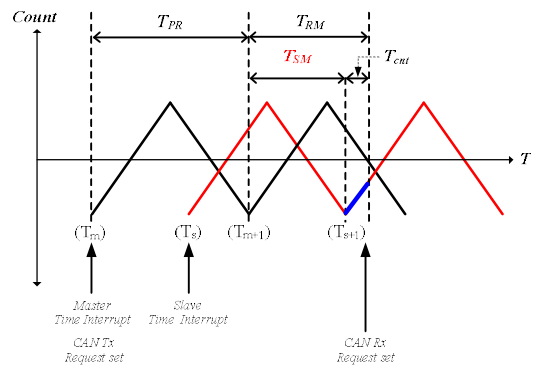 Count
T_PR
T_RM
T_SM
T_cnt
T
(T_m)
(T_s)
(T_m+1)
(T_s+1)
Master
Time Interrupt
CAN Tx
Request set
Slave
Time Interrupt
CAN Rx
Request set